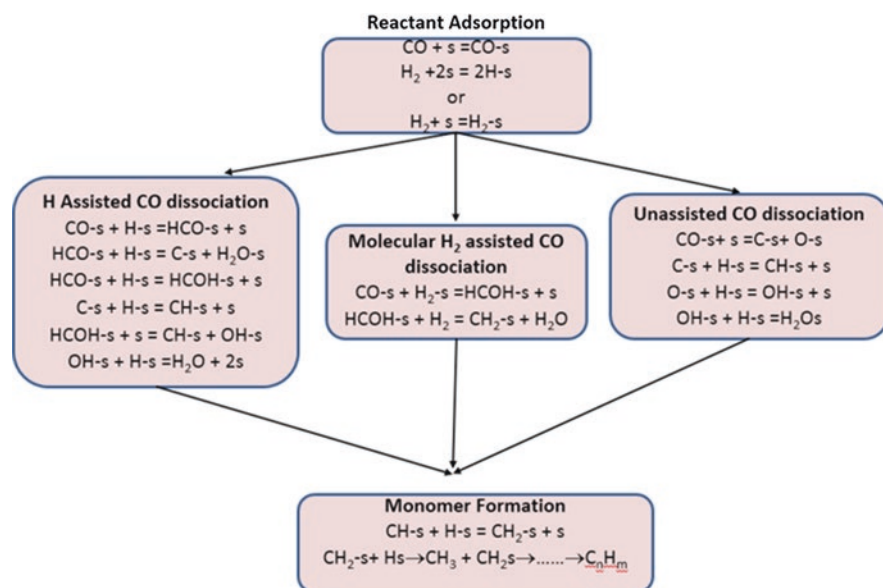 Reactant Adsorption
CO + s =CO-s
H₂ +2s = 2H-s
or
H₂+ s =H₂-s
H Assisted CO dissociation
CO-s + H-s =HCO-s + s
HCO-s + H-s = C-s + H₂O-s
HCO-s + H-s = HCOH-s + s
C-s + H-s = CH-s + s
HCOH-s + s = CH-s + OH-s
OH-s + H-s =H₂O + 2s
Molecular H₂ assisted CO
dissociation
CO-s + H₂-s =HCOH-s + s
HCOH-s + H₂ = CH₂-s + H₂O
Unassisted CO dissociation
CO-s+ s =C-s+ O-s
C-s + H-s= CH-s + s
O-s + H-s= OH-s + s
OH-s + H-s =H₂Os
Monomer Formation
CH-s + H-s = CH₂-s + s
CH₂-s+ Hs→CH₃ + CH₂s→......→CₙHₘ